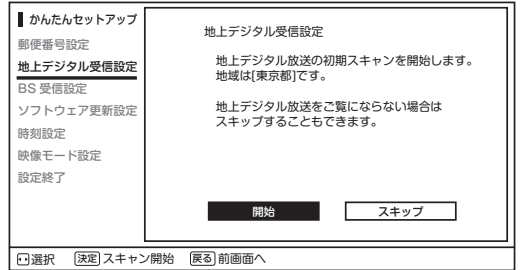 かんたんセットアップ
郵便番号設定
地上デジタル受信設定
BS 受信設定
ソフトウェア更新設定
時刻設定
映像モード設定
設定終了
地上デジタル受信設定
地上デジタル放送の初期スキャンを開始します。
地域は[東京都]です。
地上デジタル放送をご覧にならない場合は
スキップすることもできます。
開始 スキップ
選択 決定 スキャン開始 戻る 前画面へ